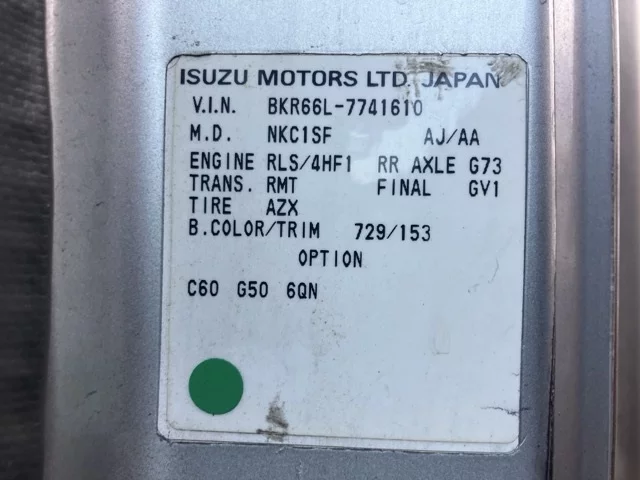 ISUZU MOTORS LTD. JAPAN
V.I.N. BKR66L-7741610
M.D. NKC1SF AJ/AA
ENGINE RLS/4HF1 RR AXLE G73
TRANS. RMT FINAL GV1
TIRE AZX
B.COLOR/TRIM 729/153
OPTION
C60 G50 6QN